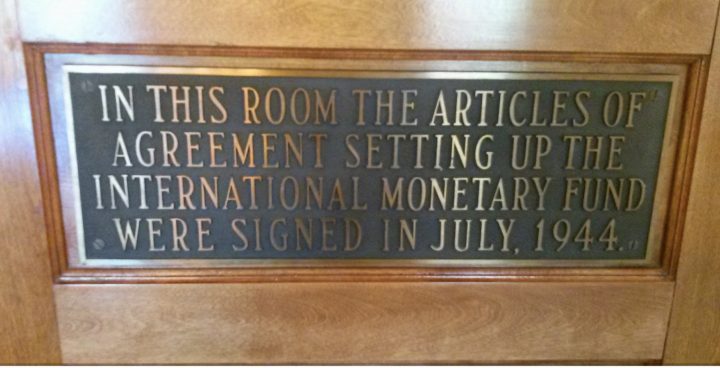 IN THIS ROOM THE ARTICLES OF
AGREEMENT SETTING UP THE
INTERNATIONAL MONETARY FUND
WERE SIGNED IN JULY, 1944.